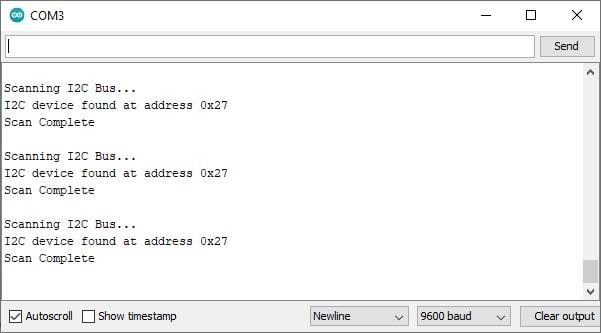 COM3
Send
Scanning I2C Bus...
I2C device found at address 0x27
Scan Complete
Scanning I2C Bus...
I2C device found at address 0x27
Scan Complete
Scanning I2C Bus...
I2C device found at address 0x27
Scan Complete
Autoscroll Show timestamp Newline 9600 baud Clear output